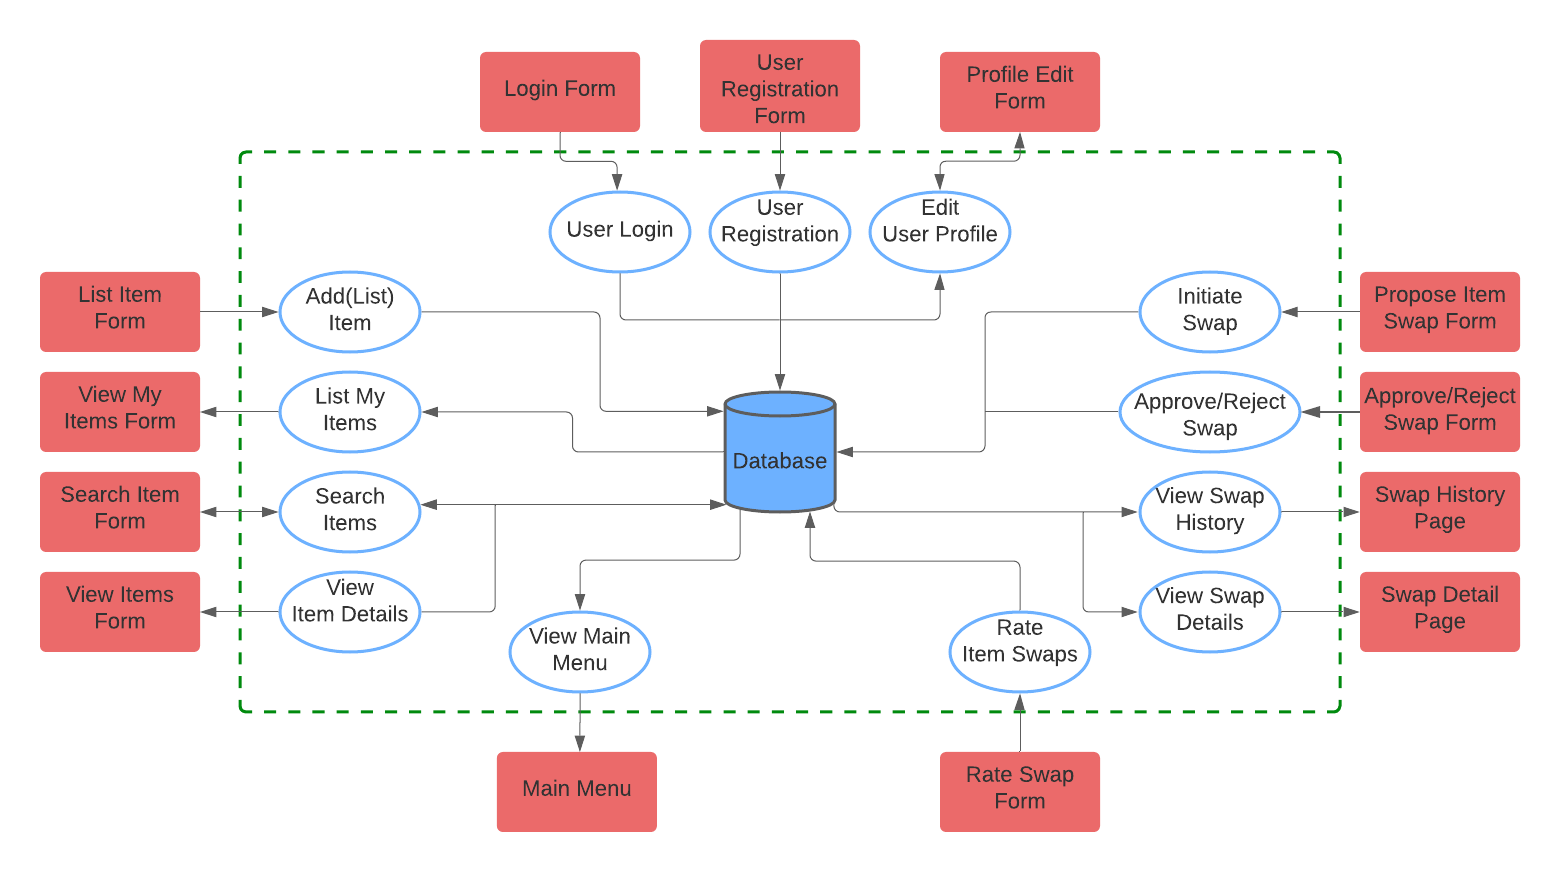 Login Form
User
Registration
Form
Profile Edit
Form
User Login
User
Registration
Edit
User Profile
List Item
Form
Add(List)
Item
Initiate
Swap
Propose Item
Swap Form
View My
Items Form
List My
Items
Approve/Reject
Swap
Approve/Reject
Swap Form
Database
Search Item
Form
Search
Items
View Swap
History
Swap History
Page
View Items
Form
View
Item Details
View Swap
Details
Swap Detail
Page
View Main
Menu
Rate
Item Swaps
Main Menu
Rate Swap
Form